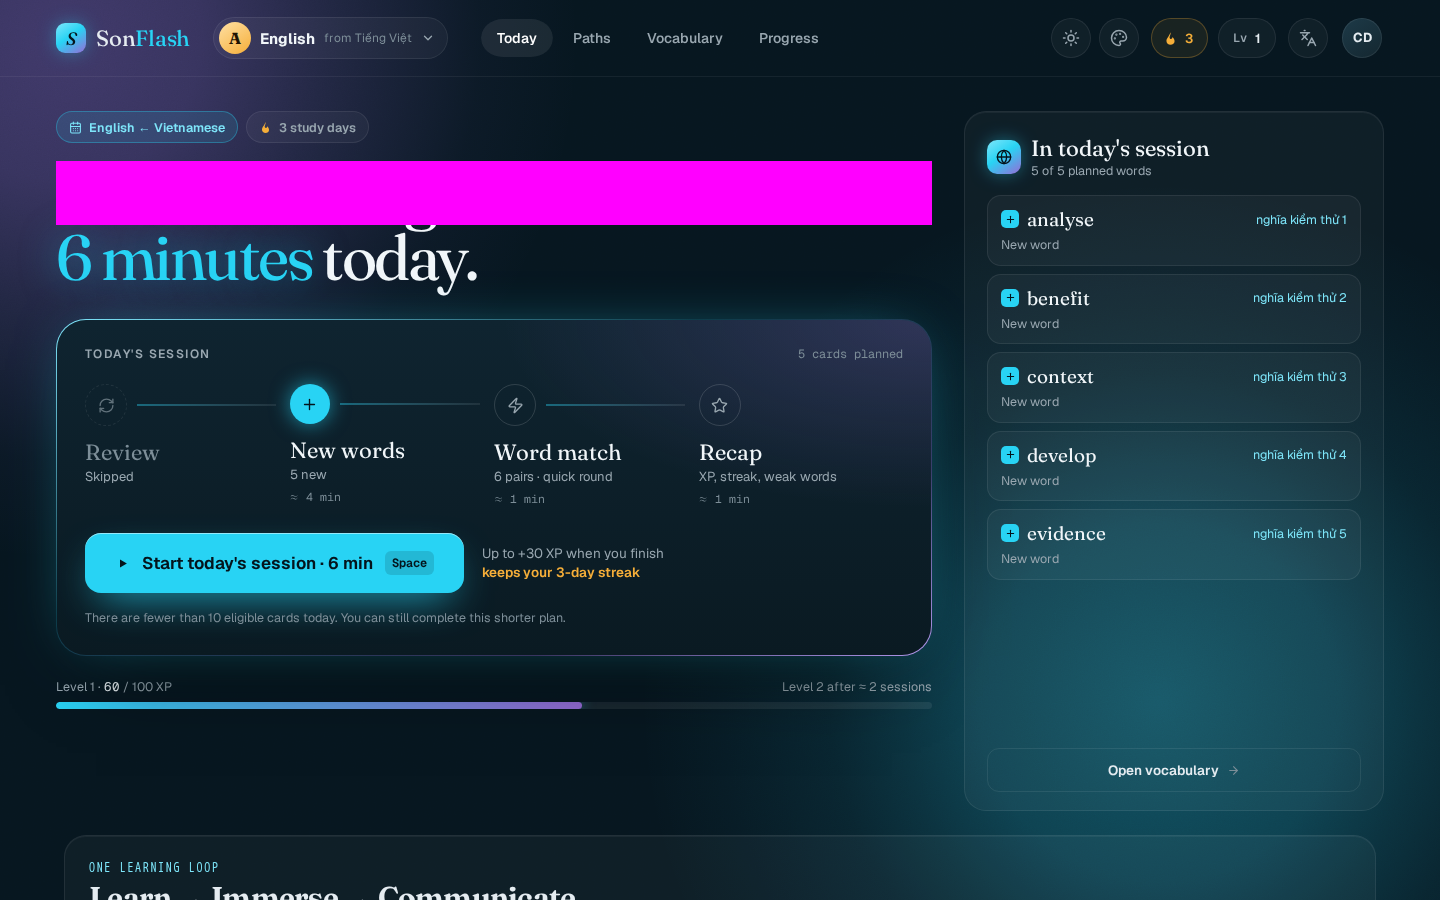 S SonFlash
A English from Tiếng Việt
Today
Paths
Vocabulary
Progress
3
Lv 1
CD
English ← Vietnamese
3 study days
6 minutes today.
TODAY'S SESSION
5 cards planned
Review
Skipped
New words
5 new
≈ 4 min
Word match
6 pairs · quick round
≈ 1 min
Recap
XP, streak, weak words
≈ 1 min
Start today's session · 6 min Space
Up to +30 XP when you finish
keeps your 3-day streak
There are fewer than 10 eligible cards today. You can still complete this shorter plan.
Level 1 · 60 / 100 XP
Level 2 after ≈ 2 sessions
In today's session
5 of 5 planned words
analyse
nghĩa kiểm thử 1
New word
benefit
nghĩa kiểm thử 2
New word
context
nghĩa kiểm thử 3
New word
develop
nghĩa kiểm thử 4
New word
evidence
nghĩa kiểm thử 5
New word
Open vocabulary →
ONE LEARNING LOOP
Learn → Immerse → Communicate